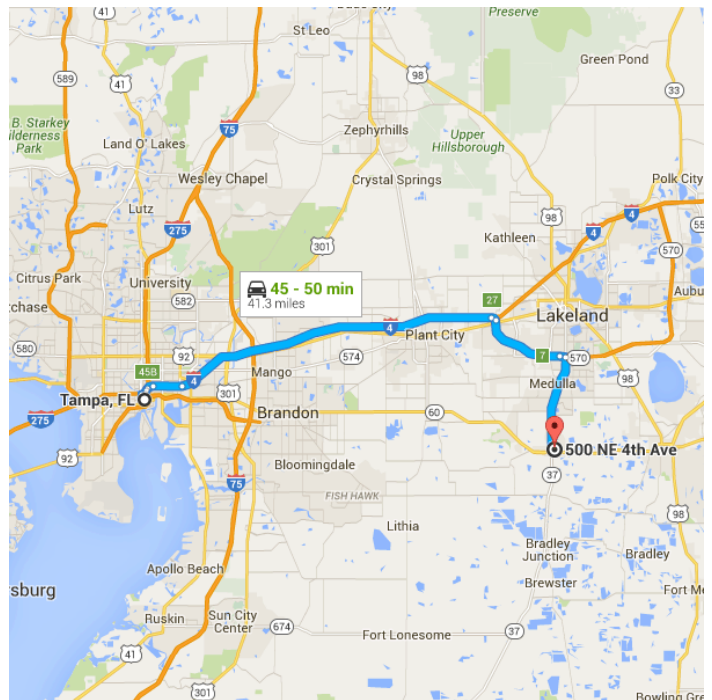 St Leo
Preserve
Green Pond
589
41
98
33
B. Starkey
ilderness
Park
Land O' Lakes
75
Zephyrhills
Upper
Hillsborough
Wesley Chapel
Crystal Springs
Polk City
Lutz
275
301
98
4
Kathleen
4
570
Citrus Park
University
582
45 - 50 min
41.3 miles
27
Aubu
chase
Lakeland
580
92
4
Plant City
574
45B
4
Mango
7
570
Medulla
Tampa, FL
Brandon
60
98
275
92
500 NE 4th Ave
Bloomingdale
75
FISH HAWK
37
98
Lithia
Bradley
Junction
Bradley
Apollo Beach
Brewster
rsburg
Fort Me
Ruskin
Sun City
Center
674
Fort Lonesome
37
41
301
Bowling Gre